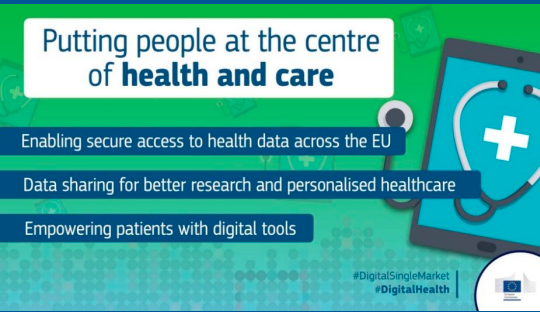 Putting people at the centre
of health and care
Enabling secure access to health data across the EU
Data sharing for better research and personalised healthcare
Empowering patients with digital tools
#DigitalSingleMarket
#DigitalHealth